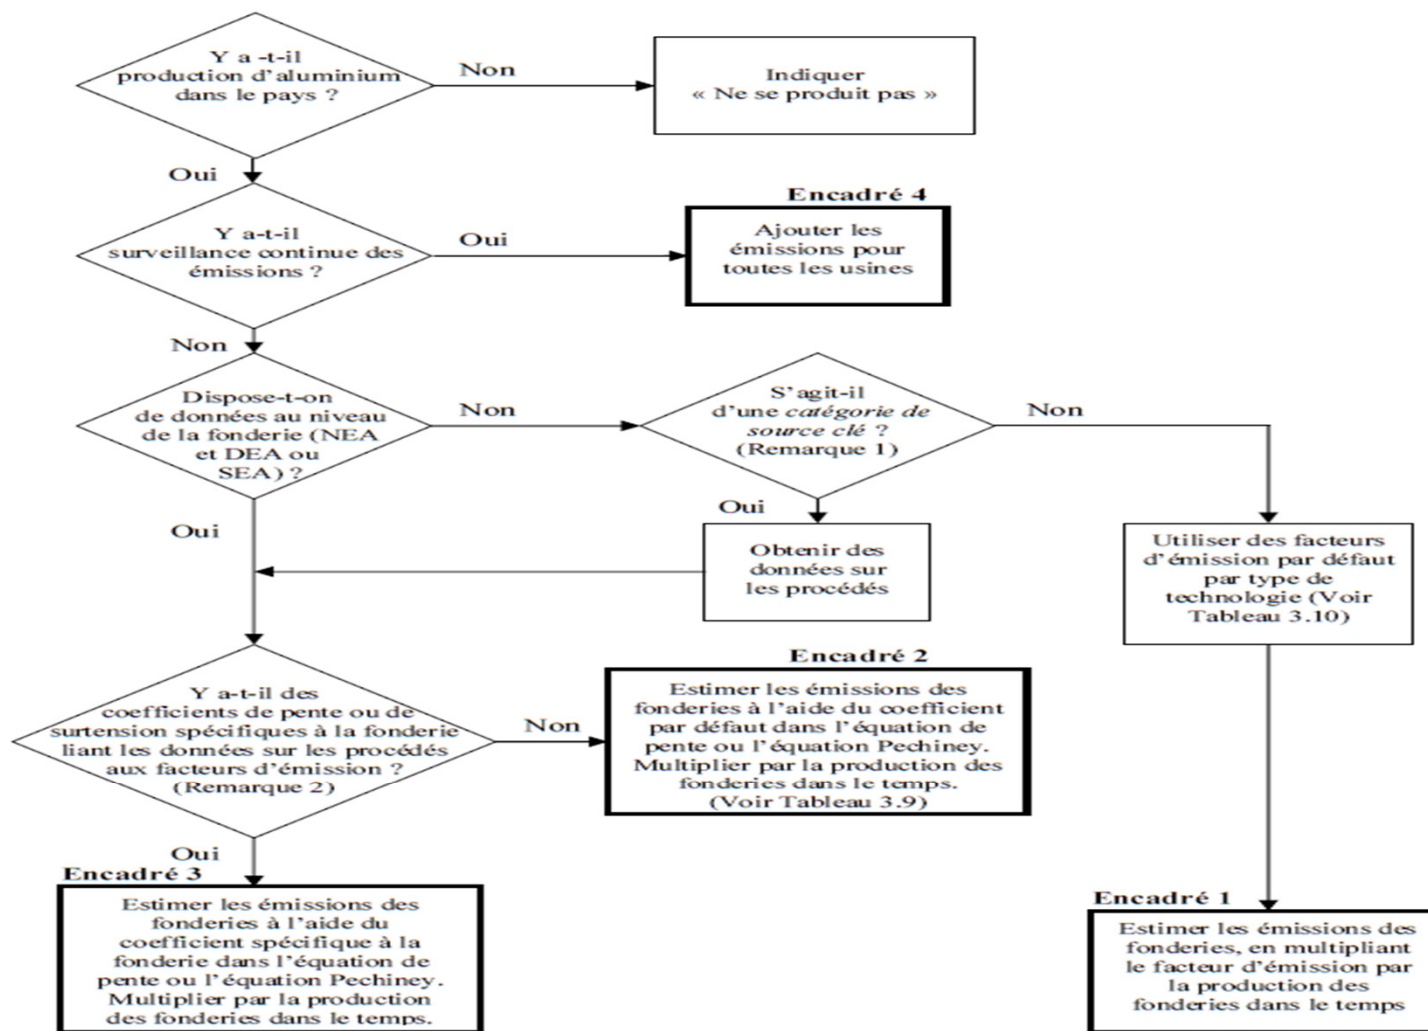 Y a -t-il
production d'aluminium
dans le pays ?
Non
Indiquer
« Ne se produit pas »
Oui
Encadré 4
Y a-t-il
surveillance continue des
émissions ?
Oui
Ajouter les
émissions pour
toutes les usines
Non
Dispose-t-on
de données au niveau
de la fonderie (NEA
et DEA ou
SEA) ?
Non
S'agit-il
d'une catégorie de
source clé ?
(Remarque 1)
Non
Oui
Oui
Obtenir des
données sur
les procédés
Utiliser des facteurs
d'émission par défaut
par type de
technologie (Voir
Tableau 3.10)
Y a-t-il des
coefficients de pente ou de
surtension spécifiques à la fonderie
liant les données sur les procédés
aux facteurs d'émission ?
(Remarque 2)
Non
Encadré 2
Estimer les émissions des
fonderies à l'aide du coefficient
par défaut dans l'équation de
pente ou l'équation Pechiney.
Multiplier par la production des
fonderies dans le temps.
(Voir Tableau 3.9)
Oui
Encadré 3
Estimer les émissions des
fonderies à l'aide du
coefficient spécifique à la
fonderie dans l'équation de
pente ou l'équation Pechiney.
Multiplier par la production
des fonderies dans le temps.
Encadré 1
Estimer les émissions des
fonderies, en multipliant
le facteur d'émission par
la production des
fonderies dans le temps